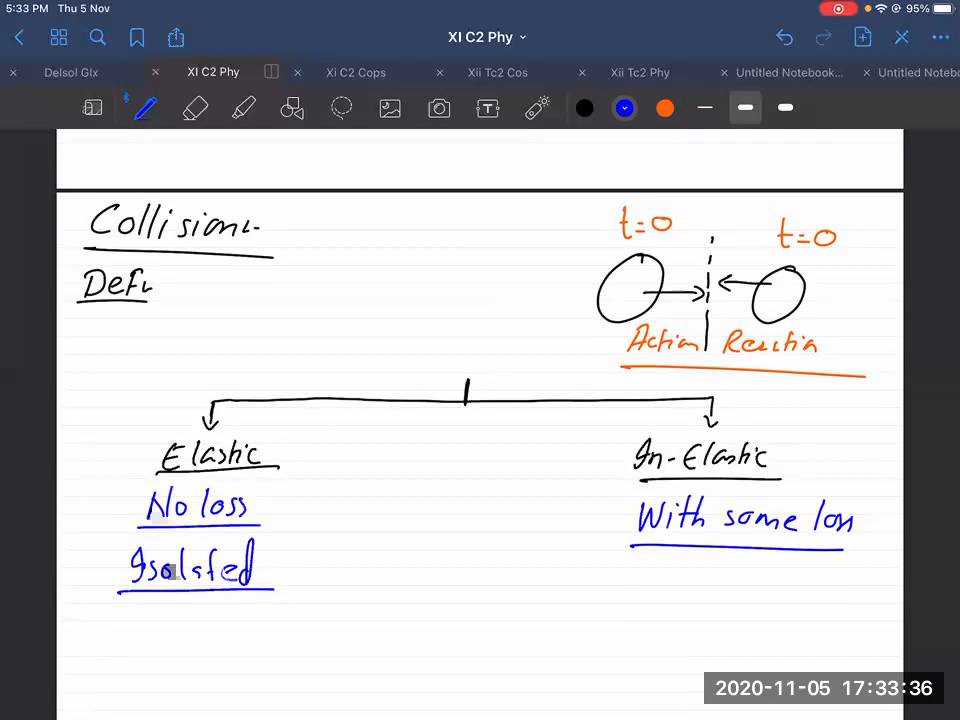 5:33 PM Thu 5 Nov
95%
XI C2 Phy
Delsol Glx
XI C2 Phy
Xi C2 Cops
Xii Tc2 Cos
Xii Tc2 Phy
Untitled Notebook...
Untitled Notebo
T
Collision:-
Defn
t=0
t=0
Action Reaction
Elastic
In-Elastic
No loss
With some loss
Isolated
2020-11-05 17:33:36